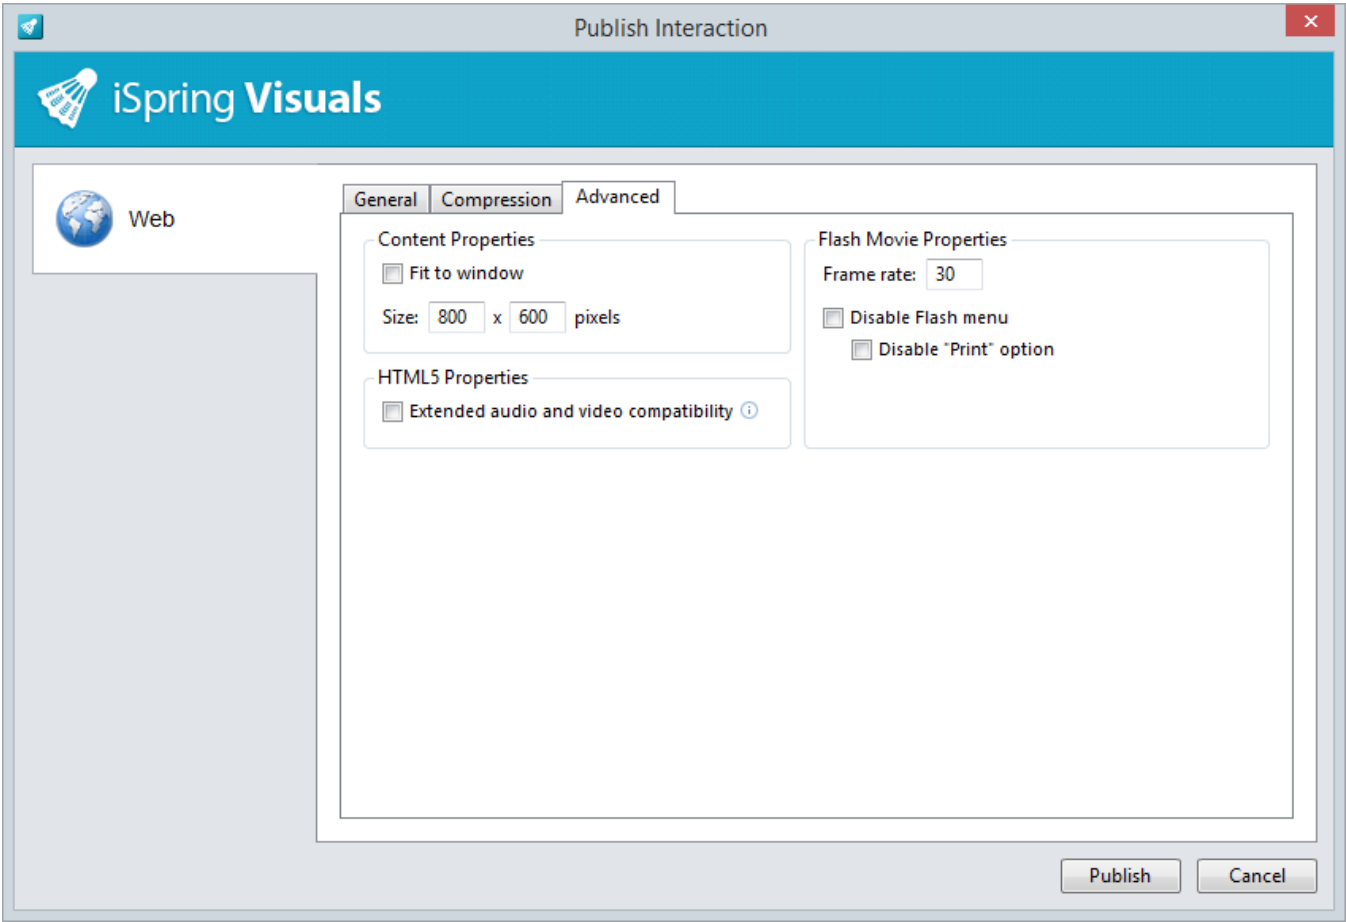 Publish Interaction
iSpring Visuals
Web
General Compression Advanced
Content Properties
Fit to window
Size: 800 x 600 pixels
HTML5 Properties
Extended audio and video compatibility
Flash Movie Properties
Frame rate: 30
Disable Flash menu
Disable "Print" option
Publish Cancel